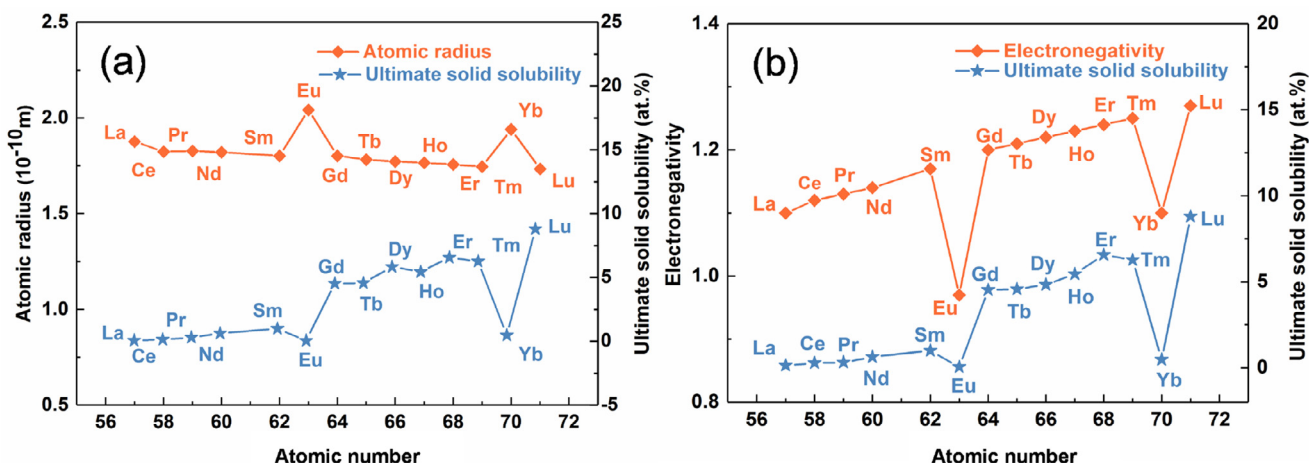 (a)
Atomic radius
Ultimate solid solubility
2.5
2.0
1.5
1.0
0.5
Atomic radius (10⁻¹⁰m)
25
20
15
10
5
0
-5
Ultimate solid solubility (at.%)
La
Ce
Pr
Nd
Sm
Eu
Gd
Tb
Dy
Ho
Er
Tm
Yb
Lu
La
Ce
Pr
Nd
Sm
Eu
Gd
Tb
Dy
Ho
Er
Tm
Yb
Lu
56 58 60 62 64 66 68 70 72
Atomic number
(b)
Electronegativity
Ultimate solid solubility
1.4
1.2
1.0
0.8
Electronegativity
20
15
10
5
0
Ultimate solid solubility (at.%)
La
Ce
Pr
Nd
Sm
Eu
Gd
Tb
Dy
Ho
Er
Tm
Yb
Lu
La
Ce
Pr
Nd
Sm
Eu
Gd
Tb
Dy
Ho
Er
Tm
Yb
Lu
56 58 60 62 64 66 68 70 72
Atomic number